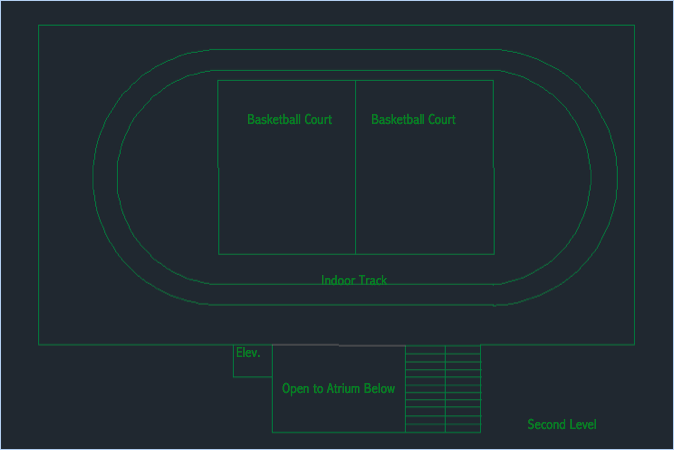 Basketball Court
Basketball Court
Indoor Track
Elev.
Open to Atrium Below
Second Level